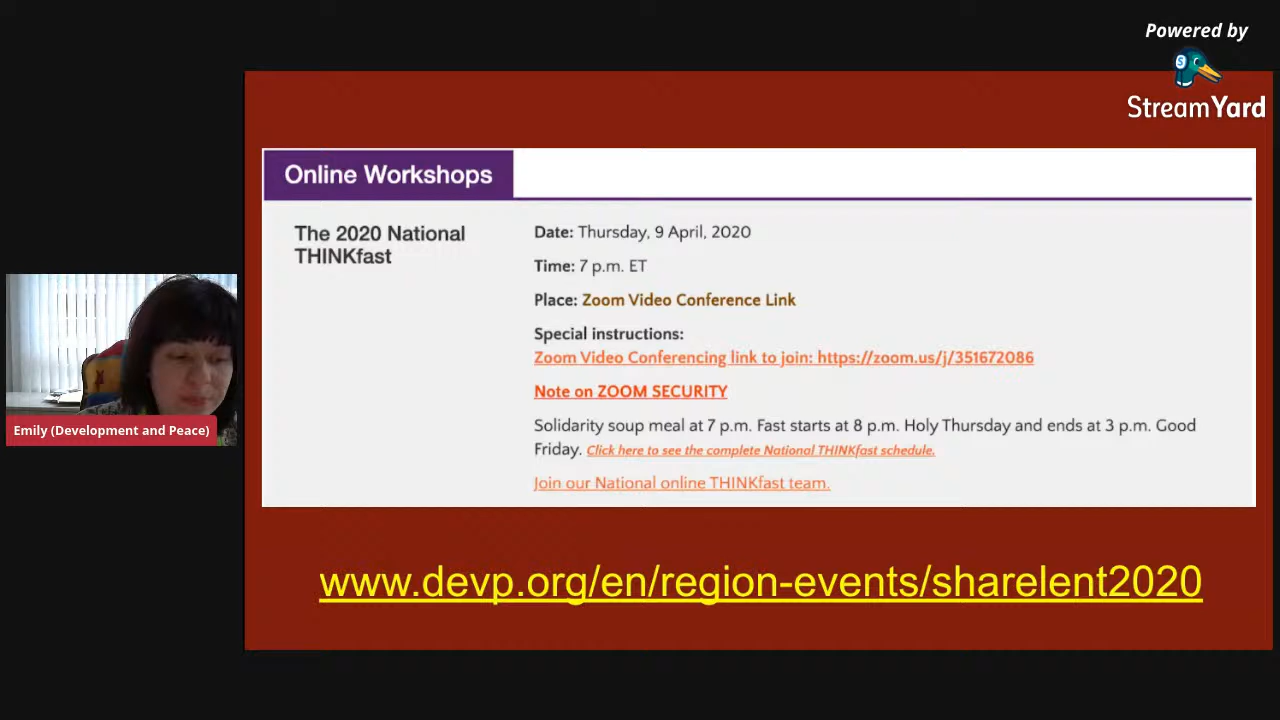 Powered by
S
StreamYard
Online Workshops
The 2020 National
THINKfast
Date: Thursday, 9 April, 2020
Time: 7 p.m. ET
Place: Zoom Video Conference Link
Special instructions:
Zoom Video Conferencing link to join: https://zoom.us/j/351672086
Note on ZOOM SECURITY
Solidarity soup meal at 7 p.m. Fast starts at 8 p.m. Holy Thursday and ends at 3 p.m. Good
Friday. Click here to see the complete National THINKfast schedule.
Join our National online THINKfast team.
Emily (Development and Peace)
www.devp.org/en/region-events/sharelent2020